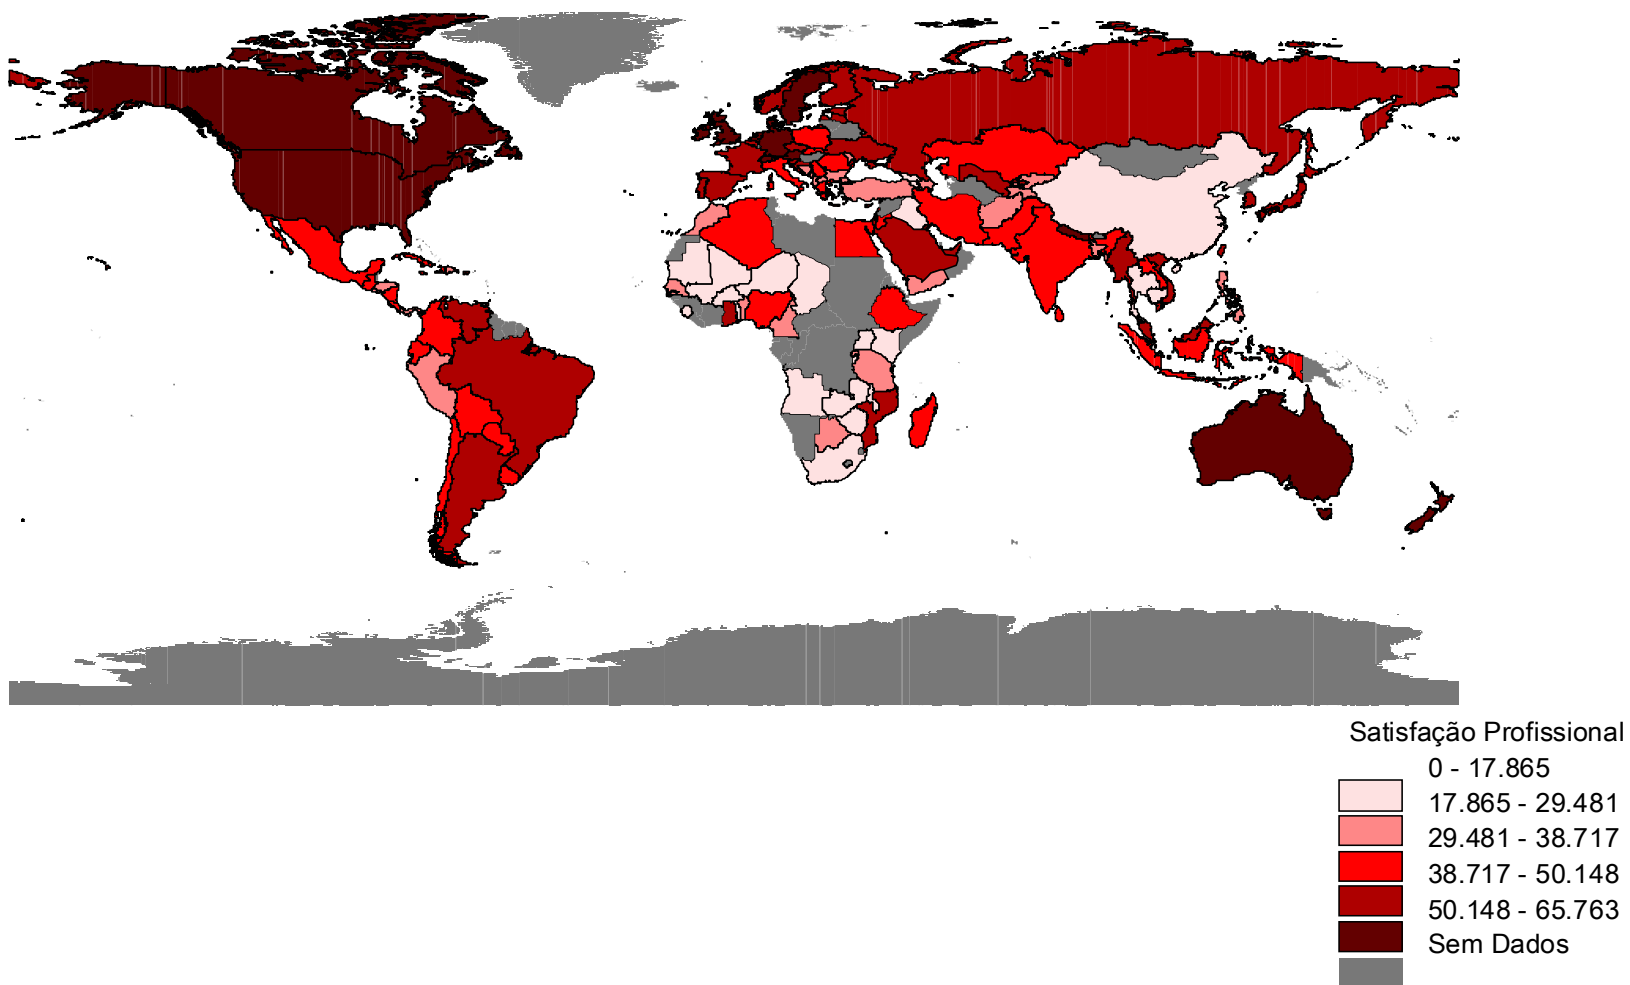 Satisfação Profissional
0 - 17.865
17.865 - 29.481
29.481 - 38.717
38.717 - 50.148
50.148 - 65.763
Sem Dados